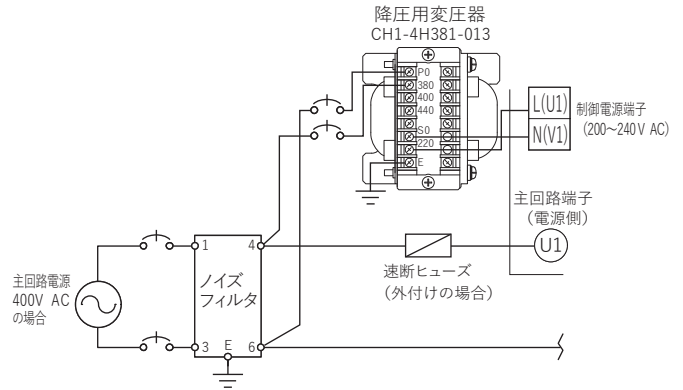 降圧用変圧器
CH1-4H381-013
P0
380
400
440
S0
220
E
L(U1)
N(V1)
制御電源端子
(200～240V AC)
主回路端子
(電源側)
U1
速断ヒューズ
(外付けの場合)
主回路電源
400V AC
の場合
1
4
ノイズ
フィルタ
3
E
6